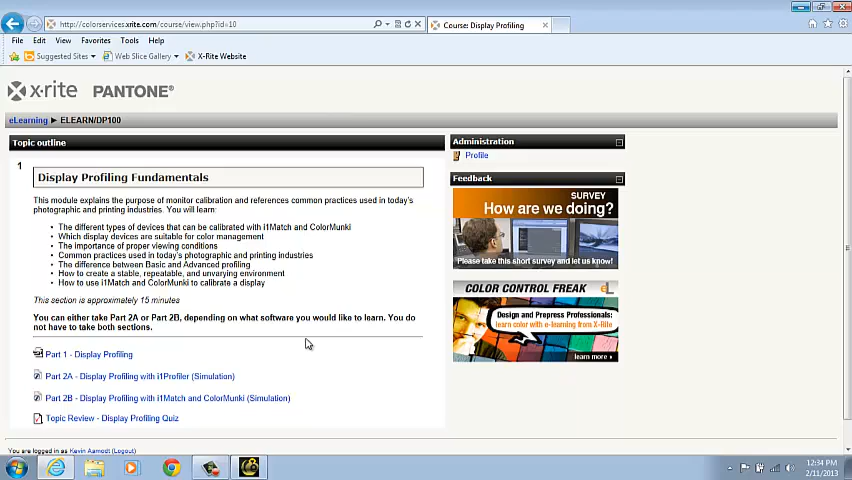 http://colorservices.xrite.com/course/view.php?id=10
Course: Display Profiling
File Edit View Favorites Tools Help
Suggested Sites Web Slice Gallery X-Rite Website
x·rite PANTONE®
eLearning ► ELEARN/DP100
Topic outline
1
Display Profiling Fundamentals
This module explains the purpose of monitor calibration and references common practices used in today's
photographic and printing industries. You will learn:
• The different types of devices that can be calibrated with i1Match and ColorMunki
• Which display devices are suitable for color management
• The importance of proper viewing conditions
• Common practices used in today's photographic and printing industries
• The difference between Basic and Advanced profiling
• How to create a stable, repeatable, and unvarying environment
• How to use i1Match and ColorMunki to calibrate a display
This section is approximately 15 minutes
You can either take Part 2A or Part 2B, depending on what software you would like to learn. You do
not have to take both sections.
Part 1 - Display Profiling
Part 2A - Display Profiling with i1Profiler (Simulation)
Part 2B - Display Profiling with i1Match and ColorMunki (Simulation)
Topic Review - Display Profiling Quiz
You are logged in as Kevin Aamodt (Logout)
Administration
Profile
Feedback
SURVEY
How are we doing?
Please take this short survey and let us know!
COLOR CONTROL FREAK eL
Design and Prepress Professionals:
learn color with e-learning from X-Rite
learn more ►
12:34 PM
2/11/2013